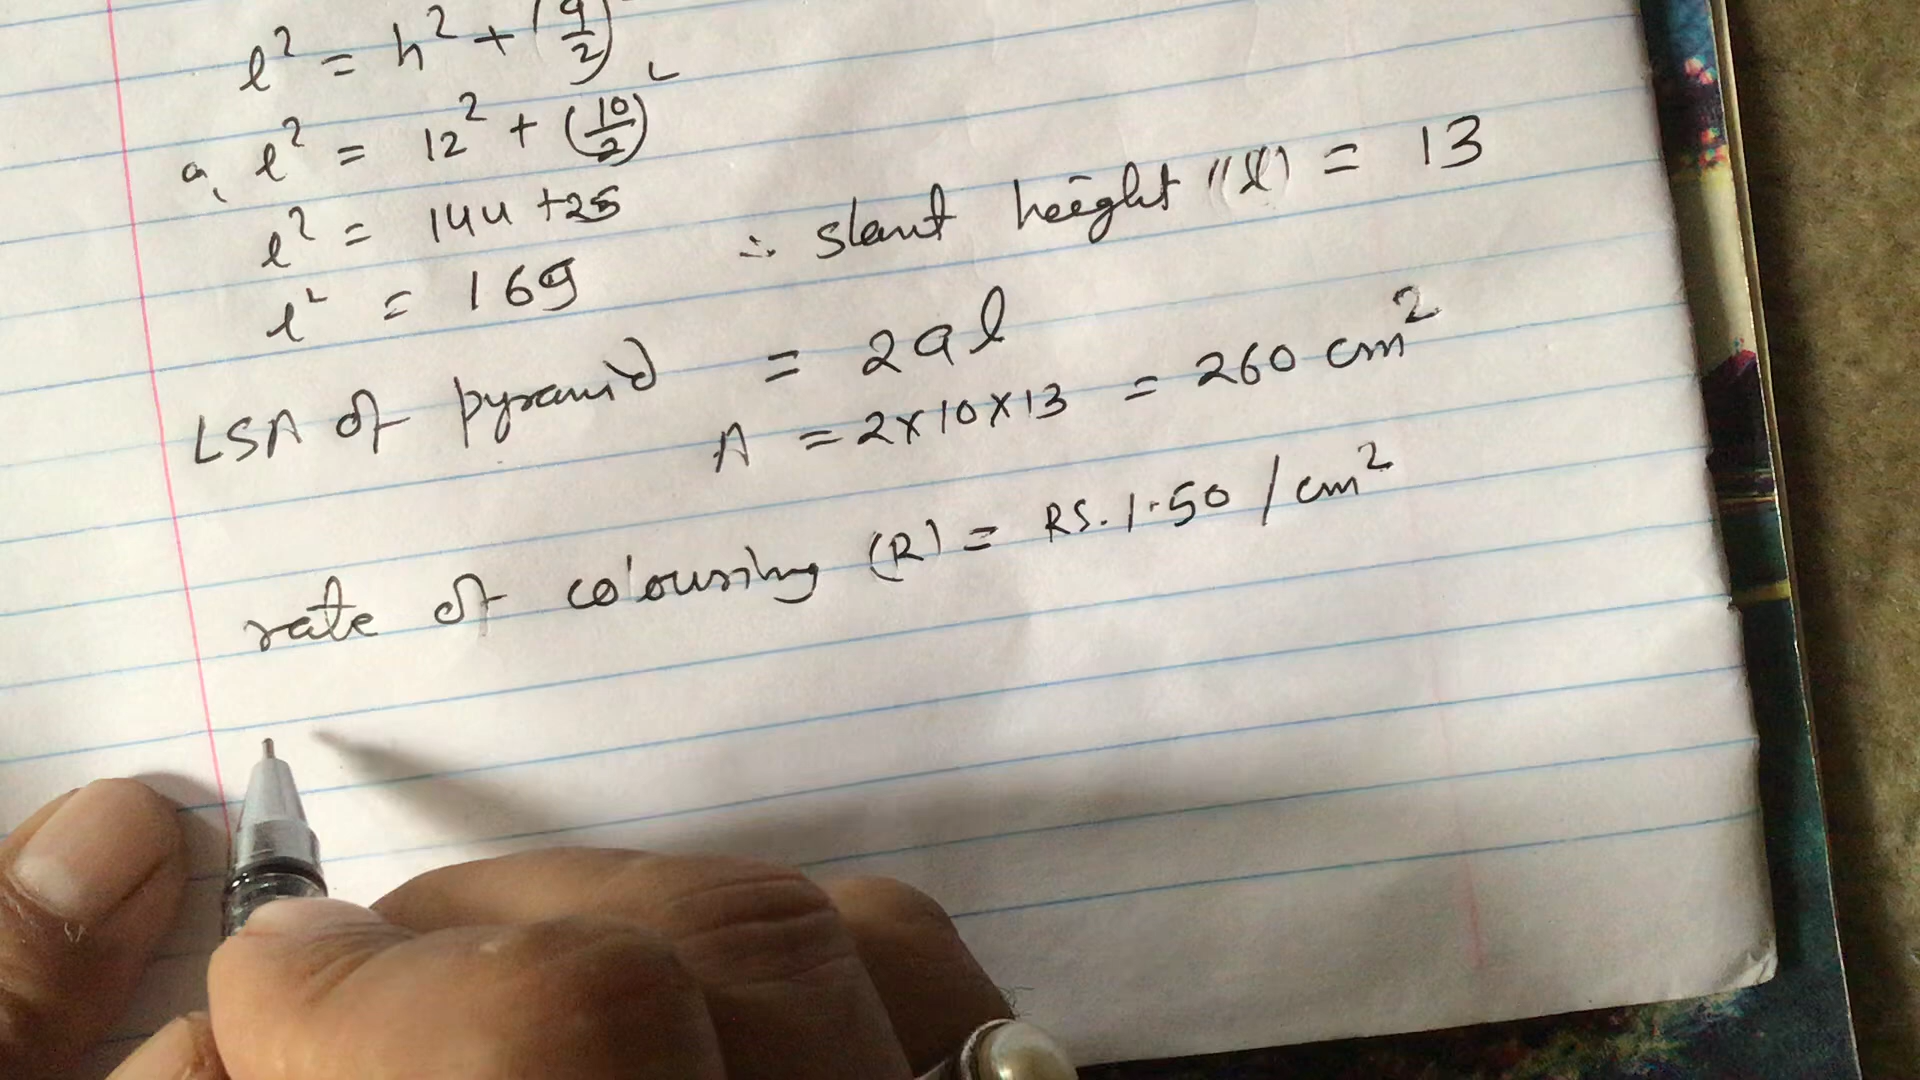 l² = h² + (a/2)
a, l² = 12² + (10/2)²
l² = 144 + 25
l² = 169 ∴ slant height (l) = 13
LSA of pyramid = 2al
A = 2×10×13 = 260 cm²
rate of colouring (R) = RS. 1.50 / cm²